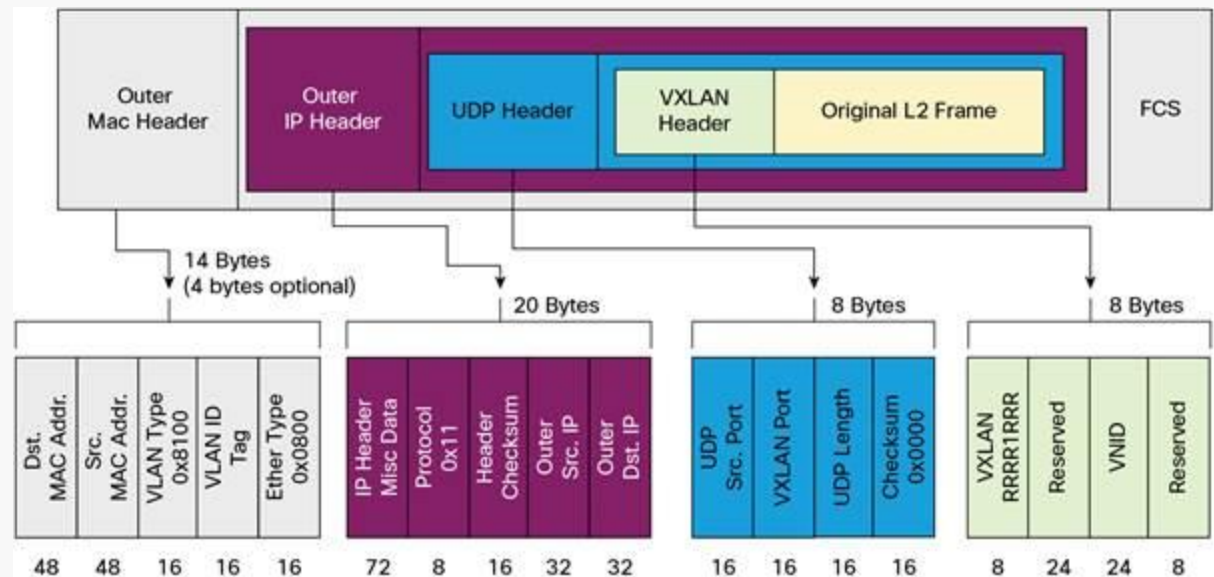 Outer
Mac Header
Outer
IP Header
UDP Header
VXLAN
Header
Original L2 Frame
FCS
14 Bytes
(4 bytes optional)
20 Bytes
8 Bytes
8 Bytes
Dst.
MAC Addr.
Src.
MAC Addr.
VLAN Type
0x8100
VLAN ID
Tag
Ether Type
0x0800
IP Header
Misc Data
Protocol
0x11
Header
Checksum
Outer
Src. IP
Outer
Dst. IP
UDP
Src. Port
VXLAN Port
UDP Length
Checksum
0x0000
VXLAN
RRRR1RRR
Reserved
VNID
Reserved
48 48 16 16 16 72 8 16 32 32 16 16 16 16 8 24 24 8